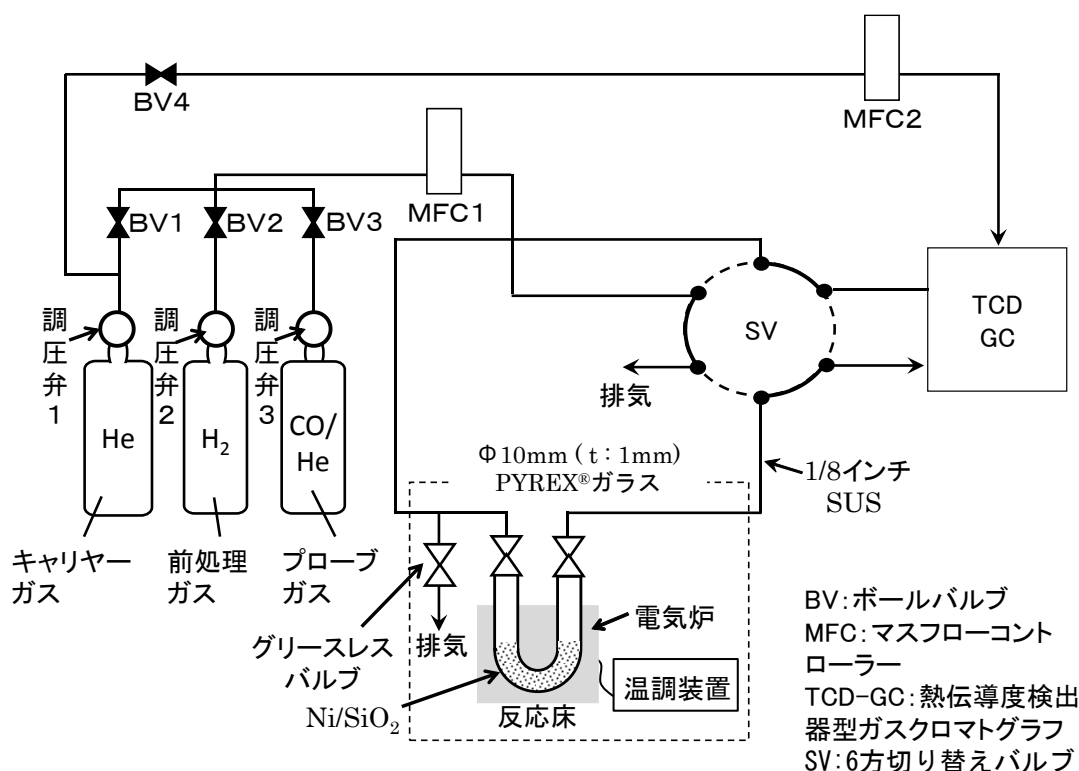 BV4
MFC2
MFC1
BV1
BV2
BV3
調圧弁1
調圧弁2
調圧弁3
He
H2
CO/
He
SV
TCD
GC
排気
Φ10mm ( t : 1mm)
PYREX®ガラス
1/8インチ
SUS
キャリヤー
ガス
前処理
ガス
プローブ
ガス
グリースレス
バルブ
排気
電気炉
温調装置
Ni/SiO2
反応床
BV:ボールバルブ
MFC:マスフローコント
ローラー
TCD-GC:熱伝導度検出
器型ガスクロマトグラフ
SV:6方切り替えバルブ